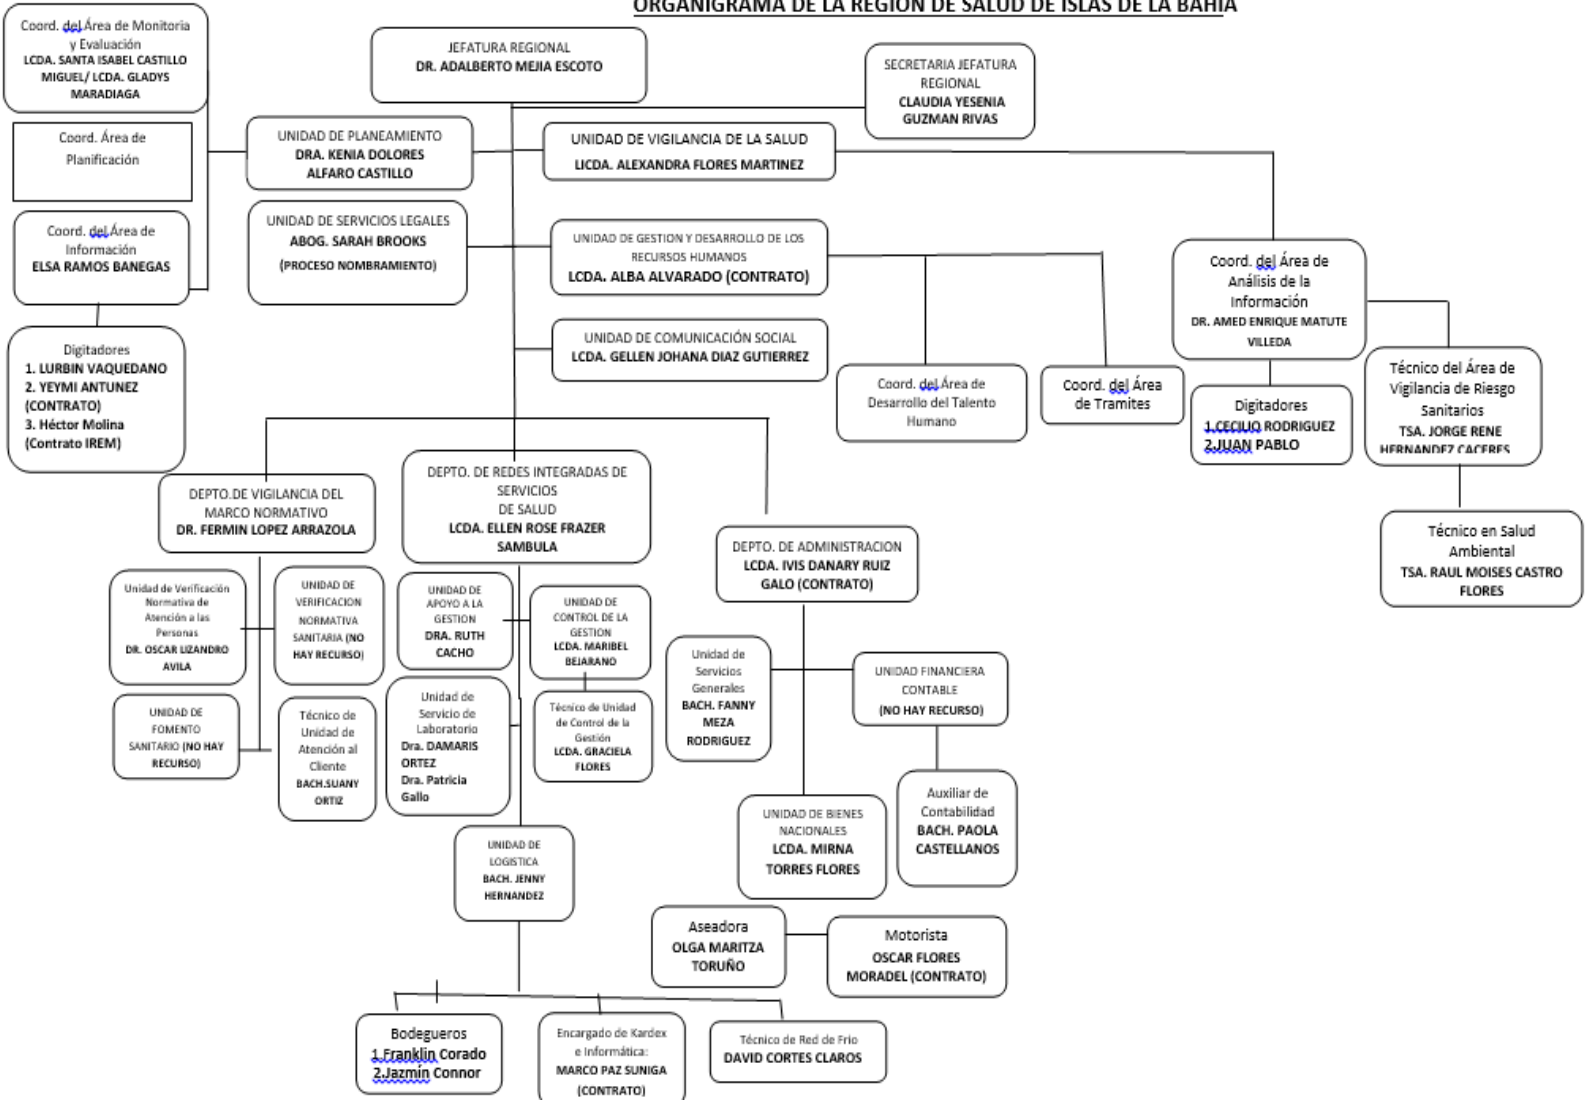 ORGANIGRAMA DE LA REGION DE SALUD DE ISLAS DE LA BAHIA
Coord. del Área de Monitoria
y Evaluación
LCDA. SANTA ISABEL CASTILLO
MIGUEL/ LCDA. GLADYS
MARADIAGA
JEFATURA REGIONAL
DR. ADALBERTO MEJIA ESCOTO
SECRETARIA JEFATURA
REGIONAL
CLAUDIA YESENIA
GUZMAN RIVAS
Coord. Área de
Planificación
UNIDAD DE PLANEAMIENTO
DRA. KENIA DOLORES
ALFARO CASTILLO
UNIDAD DE VIGILANCIA DE LA SALUD
LICDA. ALEXANDRA FLORES MARTINEZ
Coord. del Área de
Información
ELSA RAMOS BANEGAS
UNIDAD DE SERVICIOS LEGALES
ABOG. SARAH BROOKS
(PROCESO NOMBRAMIENTO)
UNIDAD DE GESTION Y DESARROLLO DE LOS
RECURSOS HUMANOS
LCDA. ALBA ALVARADO (CONTRATO)
Coord. del Área de
Análisis de la
Información
DR. AMED ENRIQUE MATUTE
VILLEDA
UNIDAD DE COMUNICACIÓN SOCIAL
LCDA. GELLEN JOHANA DIAZ GUTIERREZ
Digitadores
1. LURBIN VAQUEDANO
2. YEYMI ANTUNEZ
(CONTRATO)
3. Héctor Molina
(Contrato IREM)
Coord. del Área de
Desarrollo del Talento
Humano
Coord. del Área
de Tramites
Digitadores
1.CECILIO RODRIGUEZ
2.JUAN PABLO
Técnico del Área de
Vigilancia de Riesgo
Sanitarios
TSA. JORGE RENE
HERNANDEZ CACERES
DEPTO.DE VIGILANCIA DEL
MARCO NORMATIVO
DR. FERMIN LOPEZ ARRAZOLA
DEPTO. DE REDES INTEGRADAS DE
SERVICIOS
DE SALUD
LCDA. ELLEN ROSE FRAZER
SAMBULA
DEPTO. DE ADMINISTRACION
LCDA. IVIS DANARY RUIZ
GALO (CONTRATO)
Técnico en Salud
Ambiental
TSA. RAUL MOISES CASTRO
FLORES
Unidad de Verificación
Normativa de
Atención a las
Personas
DR. OSCAR LIZANDRO
AVILA
UNIDAD DE
VERIFICACION
NORMATIVA
SANITARIA (NO
HAY RECURSO)
UNIDAD DE
APOYO A LA
GESTION
DRA. RUTH
CACHO
UNIDAD DE
CONTROL DE LA
GESTION
LCDA. MARIBEL
BEJARANO
Unidad de
Servicios
Generales
BACH. FANNY
MEZA
RODRIGUEZ
UNIDAD FINANCIERA
CONTABLE
(NO HAY RECURSO)
UNIDAD DE
FOMENTO
SANITARIO (NO HAY
RECURSO)
Técnico de
Unidad de
Atención al
Cliente
BACH.SUANY
ORTIZ
Unidad de
Servicio de
Laboratorio
Dra. DAMARIS
ORTEZ
Dra. Patricia
Gallo
Técnico de Unidad
de Control de la
Gestión
LCDA. GRACIELA
FLORES
UNIDAD DE BIENES
NACIONALES
LCDA. MIRNA
TORRES FLORES
Auxiliar de
Contabilidad
BACH. PAOLA
CASTELLANOS
UNIDAD DE
LOGISTICA
BACH. JENNY
HERNANDEZ
Aseadora
OLGA MARITZA
TORUÑO
Motorista
OSCAR FLORES
MORADEL (CONTRATO)
Bodegueros
1.Franklin Corado
2.Jazmín Connor
Encargado de Kardex
e Informática:
MARCO PAZ SUNIGA
(CONTRATO)
Técnico de Red de Frio
DAVID CORTES CLAROS